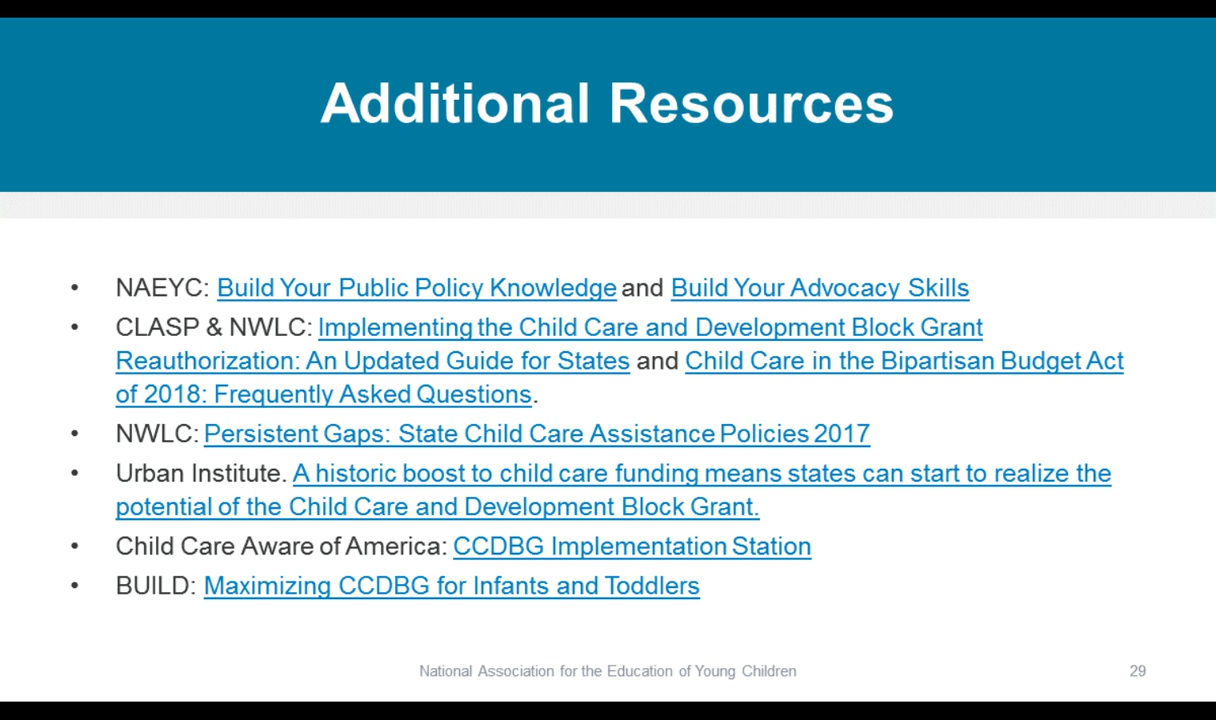 Additional Resources
• NAEYC: Build Your Public Policy Knowledge and Build Your Advocacy Skills
• CLASP & NWLC: Implementing the Child Care and Development Block Grant
Reauthorization: An Updated Guide for States and Child Care in the Bipartisan Budget Act
of 2018: Frequently Asked Questions.
• NWLC: Persistent Gaps: State Child Care Assistance Policies 2017
• Urban Institute. A historic boost to child care funding means states can start to realize the
potential of the Child Care and Development Block Grant.
• Child Care Aware of America: CCDBG Implementation Station
• BUILD: Maximizing CCDBG for Infants and Toddlers
National Association for the Education of Young Children 29